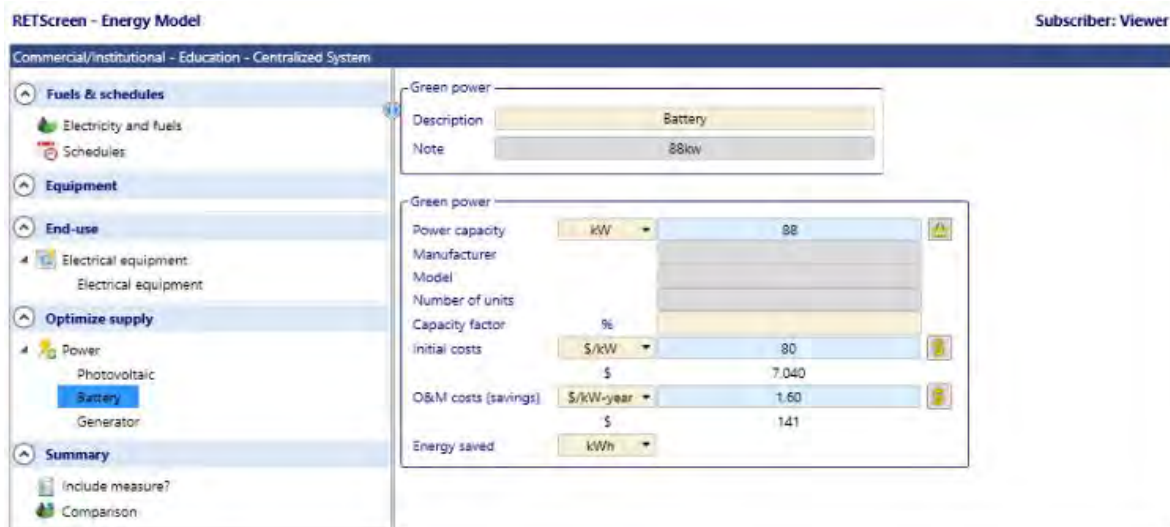 RETScreen - Energy Model
Subscriber: Viewer
Commercial/Institutional - Education - Centralized System
Fuels & schedules
Electricity and fuels
Schedules
Equipment
End-use
Electrical equipment
Electrical equipment
Optimize supply
Power
Photovoltaic
Battery
Generator
Summary
Include measure?
Comparison
Green power
Description Battery
Note 88kw
Green power
Power capacity kW 88
Manufacturer
Model
Number of units
Capacity factor %
Initial costs $/kW 80
$ 7,040
O&M costs (savings) $/kW-year 1.60
$ 141
Energy saved kWh